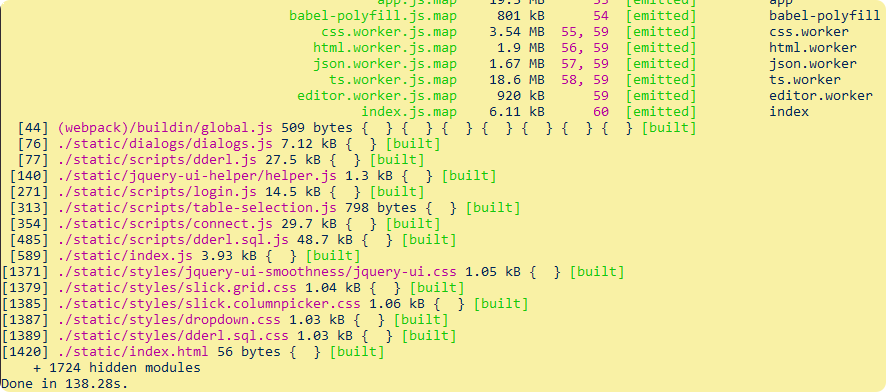 app.js.map 19.5 MB 53 [emitted] app
babel-polyfill.js.map 801 kB 54 [emitted] babel-polyfill
css.worker.js.map 3.54 MB 55, 59 [emitted] css.worker
html.worker.js.map 1.9 MB 56, 59 [emitted] html.worker
json.worker.js.map 1.67 MB 57, 59 [emitted] json.worker
ts.worker.js.map 18.6 MB 58, 59 [emitted] ts.worker
editor.worker.js.map 920 kB 59 [emitted] editor.worker
index.js.map 6.11 kB 60 [emitted] index
[44] (webpack)/buildin/global.js 509 bytes {  } {  } {  } {  } {  } {  } {  } [built]
[76] ./static/dialogs/dialogs.js 7.12 kB {  } [built]
[77] ./static/scripts/dderl.js 27.5 kB {  } [built]
[140] ./static/jquery-ui-helper/helper.js 1.3 kB {  } [built]
[271] ./static/scripts/login.js 14.5 kB {  } [built]
[313] ./static/scripts/table-selection.js 798 bytes {  } [built]
[354] ./static/scripts/connect.js 29.7 kB {  } [built]
[485] ./static/scripts/dderl.sql.js 48.7 kB {  } [built]
[589] ./static/index.js 3.93 kB {  } [built]
[1371] ./static/styles/jquery-ui-smoothness/jquery-ui.css 1.05 kB {  } [built]
[1379] ./static/styles/slick.grid.css 1.04 kB {  } [built]
[1385] ./static/styles/slick.columnpicker.css 1.06 kB {  } [built]
[1387] ./static/styles/dropdown.css 1.03 kB {  } [built]
[1389] ./static/styles/dderl.sql.css 1.03 kB {  } [built]
[1420] ./static/index.html 56 bytes {  } [built]
+ 1724 hidden modules
Done in 138.28s.